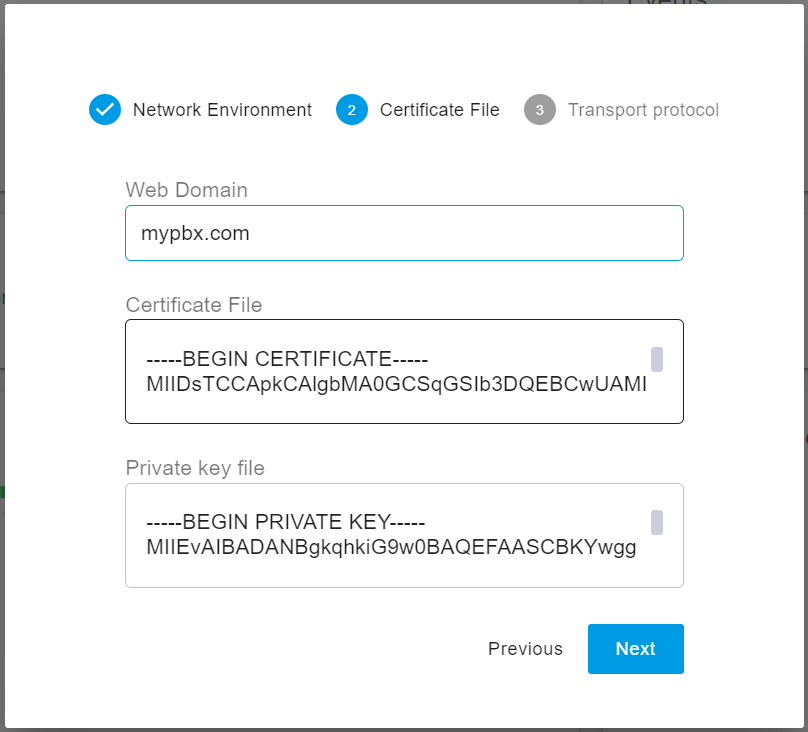 Events
Network Environment
2 Certificate File
3 Transport protocol
Web Domain
mypbx.com
Certificate File
-----BEGIN CERTIFICATE-----
MIIDsTCCApkCAlgbMA0GCSqGSIb3DQEBCwUAMI
Private key file
-----BEGIN PRIVATE KEY-----
MIIEvAIBADANBgkqhkiG9w0BAQEFAASCBKYwgg
Previous
Next